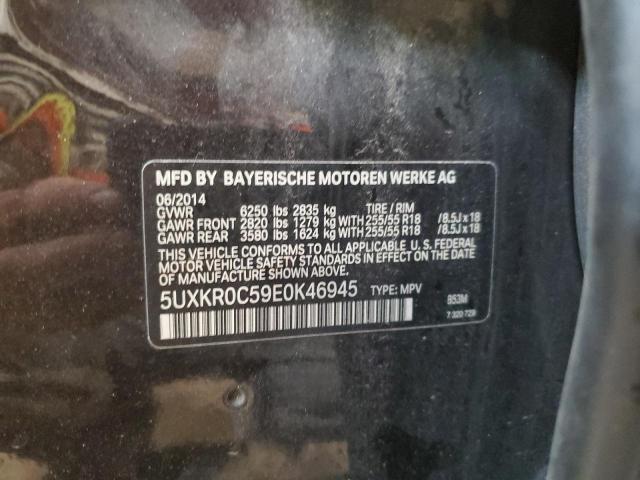 MFD BY BAYERISCHE MOTOREN WERKE AG
06/2014
GVWR 6250 lbs 2835 kg TIRE / RIM
GAWR FRONT 2820 lbs 1279 kg WITH 255/55 R18 /8.5J x 18
GAWR REAR 3580 lbs 1624 kg WITH 255/55 R18 /8.5J x 18
THIS VEHICLE CONFORMS TO ALL APPLICABLE U. S. FEDERAL
MOTOR VEHICLE SAFETY STANDARDS IN EFFECT ON THE DATE
OF MANUFACTURE SHOWN ABOVE.
5UXKR0C59E0K46945 TYPE: MPV B53M
7 320 729